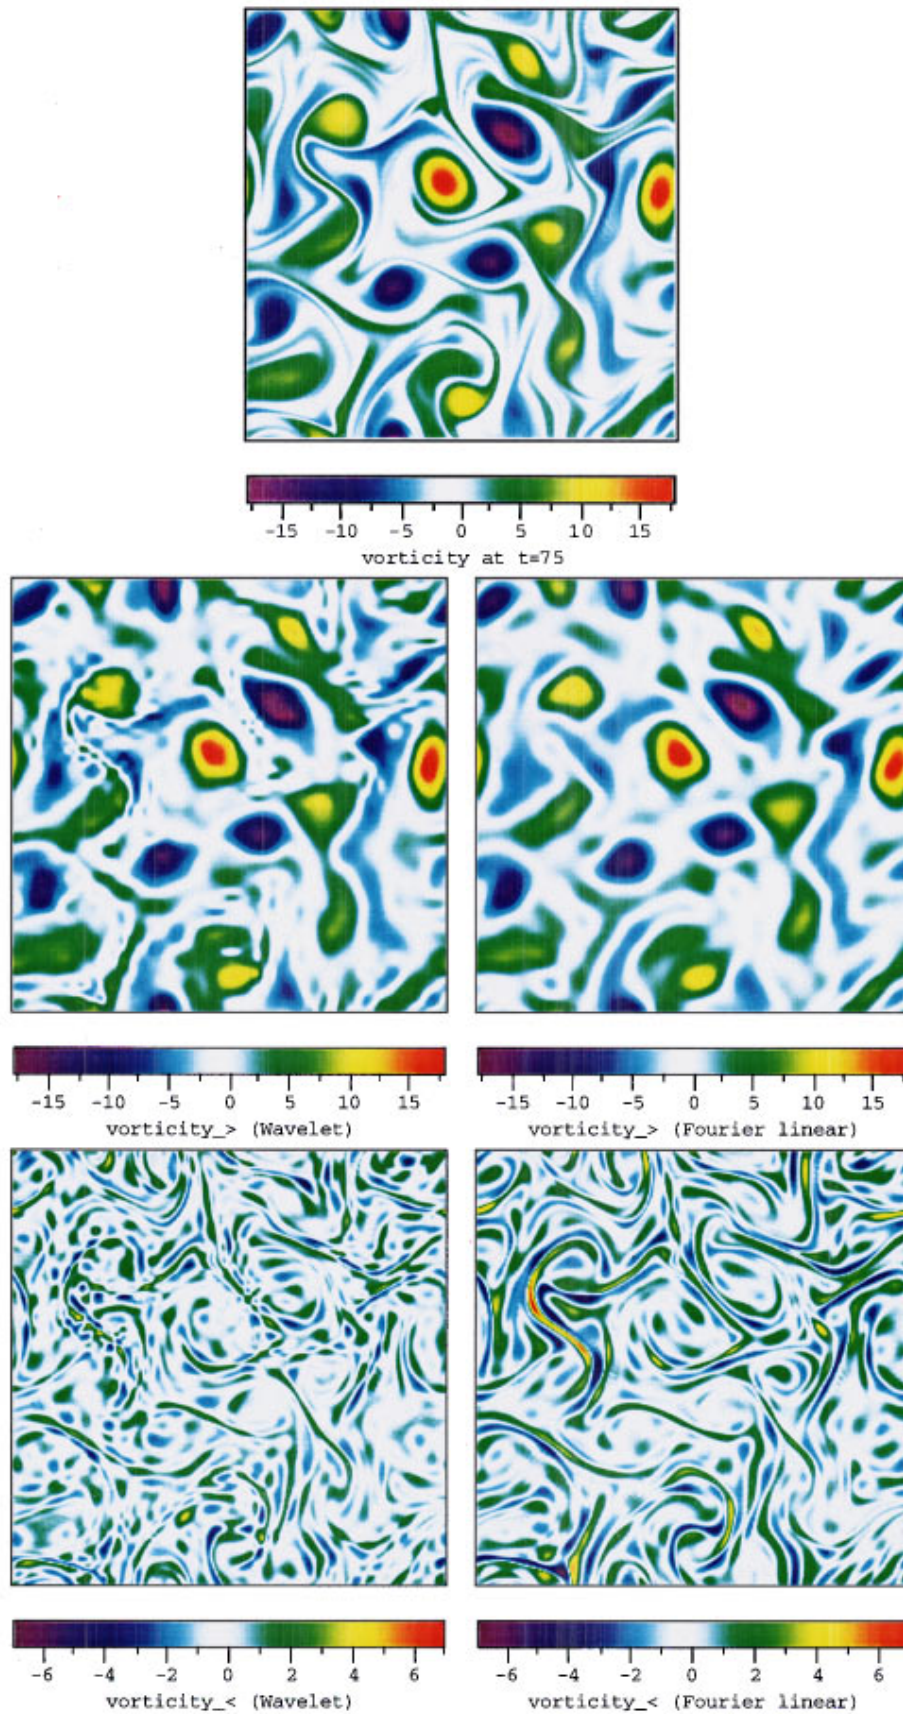 -15 -10 -5 0 5 10 15
vorticity at t=75
-15 -10 -5 0 5 10 15
vorticity_> (Wavelet)
-15 -10 -5 0 5 10 15
vorticity_> (Fourier linear)
-6 -4 -2 0 2 4 6
vorticity_< (Wavelet)
-6 -4 -2 0 2 4 6
vorticity_< (Fourier linear)